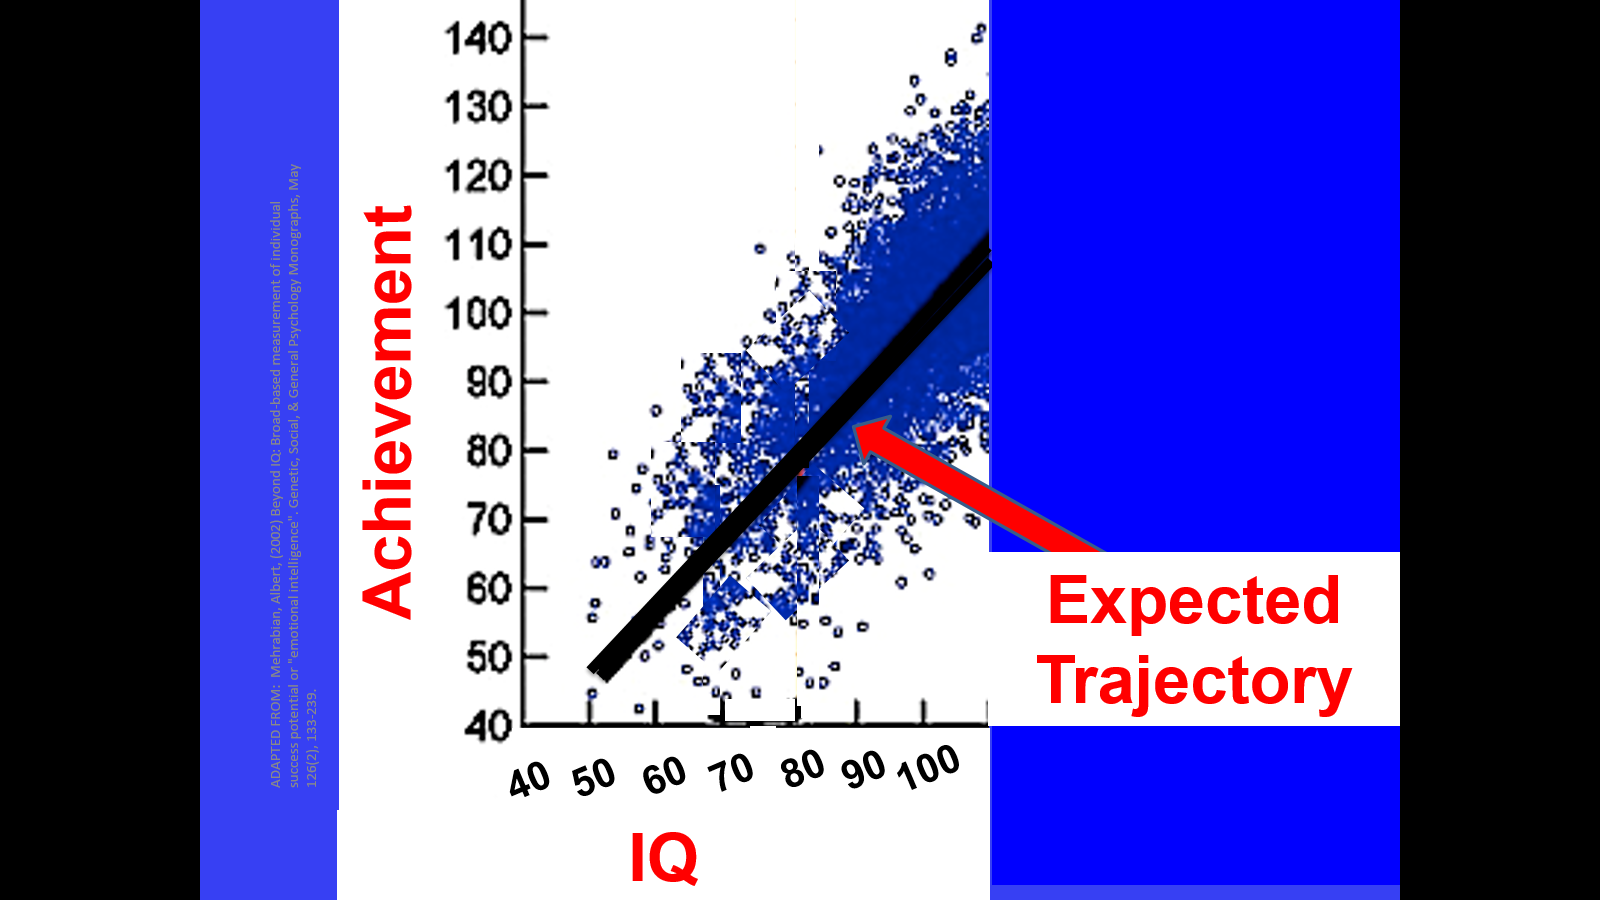 ADAPTED FROM: Mehrabian, Albert, (2002) Beyond IQ: Broad-based measurement of individual
success potential or "emotional intelligence". Genetic, Social, & General Psychology Monographs, May
126(2), 133-239.
Achievement
140
130
120
110
100
90
80
70
60
50
40
40 50 60 70 80 90 100
IQ
Expected
Trajectory